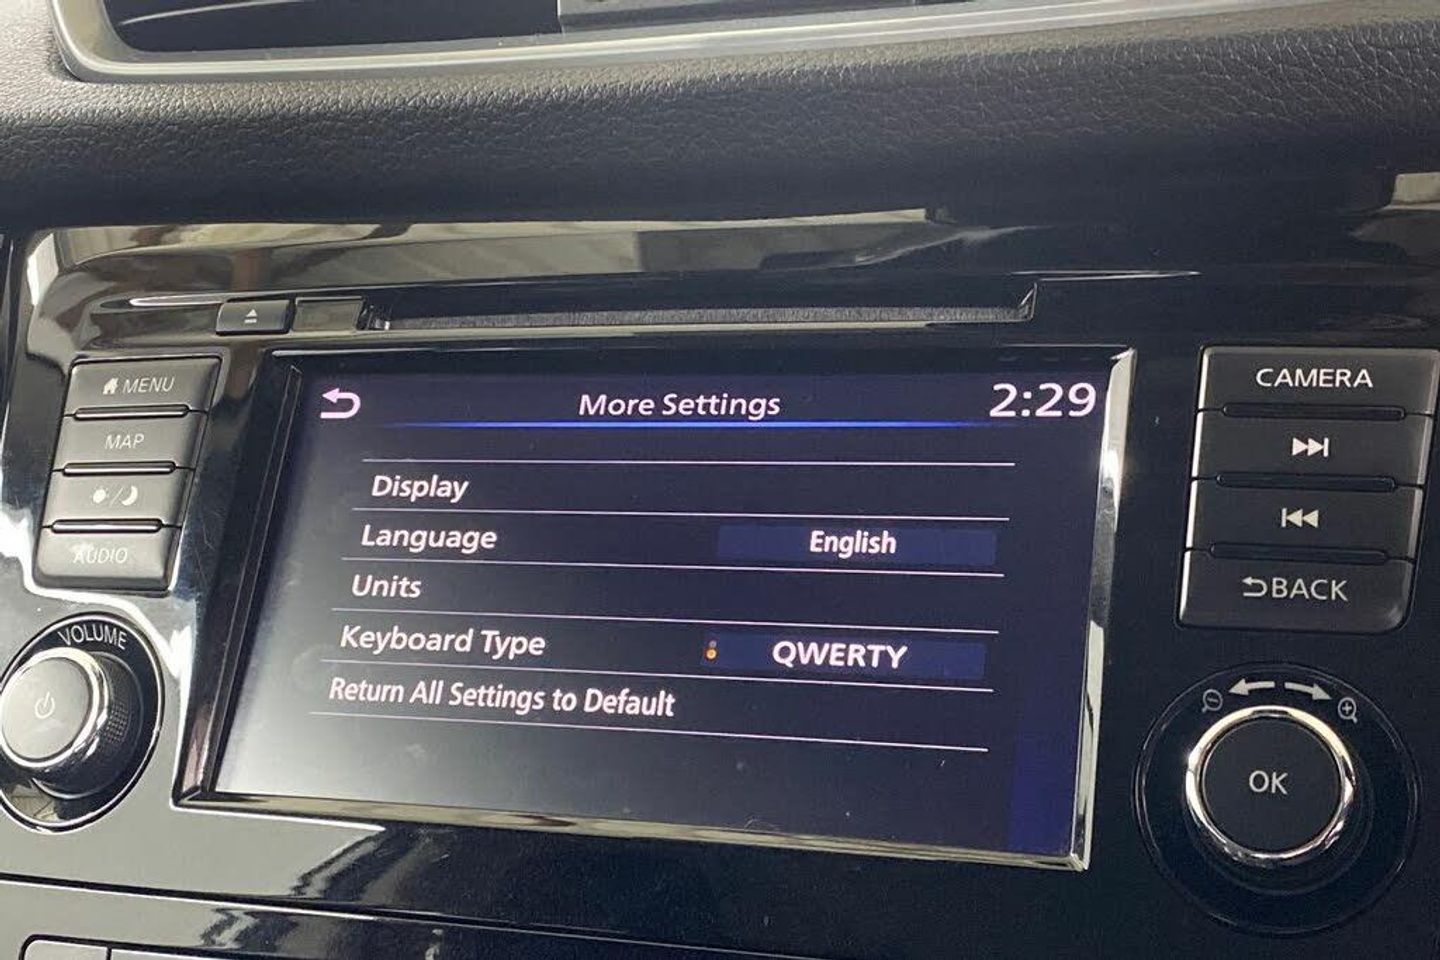 MENU
MAP
AUDIO
VOLUME
More Settings
2:29
Display
Language English
Units
Keyboard Type QWERTY
Return All Settings to Default
CAMERA
BACK
OK